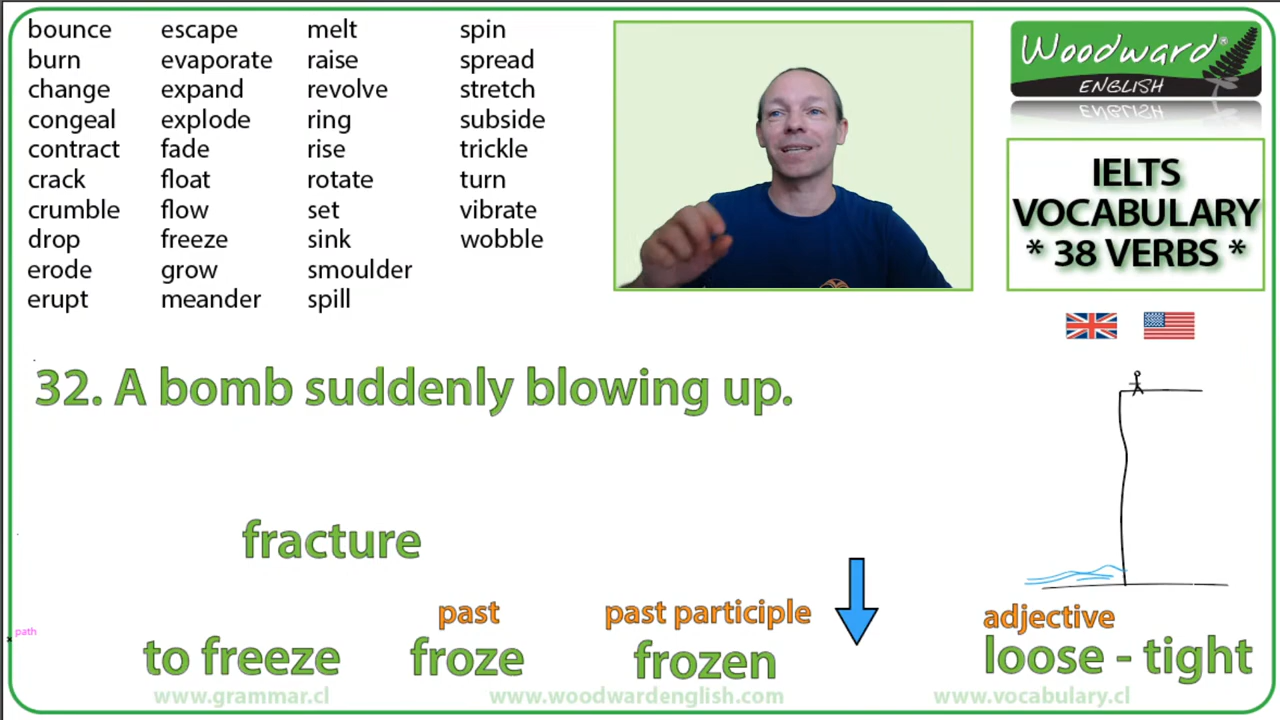 bounce escape melt spin
burn evaporate raise spread
change expand revolve stretch
congeal explode ring subside
contract fade rise trickle
crack float rotate turn
crumble flow set vibrate
drop freeze sink wobble
erode grow smoulder
erupt meander spill
Woodward®
ENGLISH
IELTS
VOCABULARY
* 38 VERBS *
32. A bomb suddenly blowing up.
fracture
past past participle adjective
path
to freeze froze frozen loose - tight
www.grammar.cl www.woodwardenglish.com www.vocabulary.cl